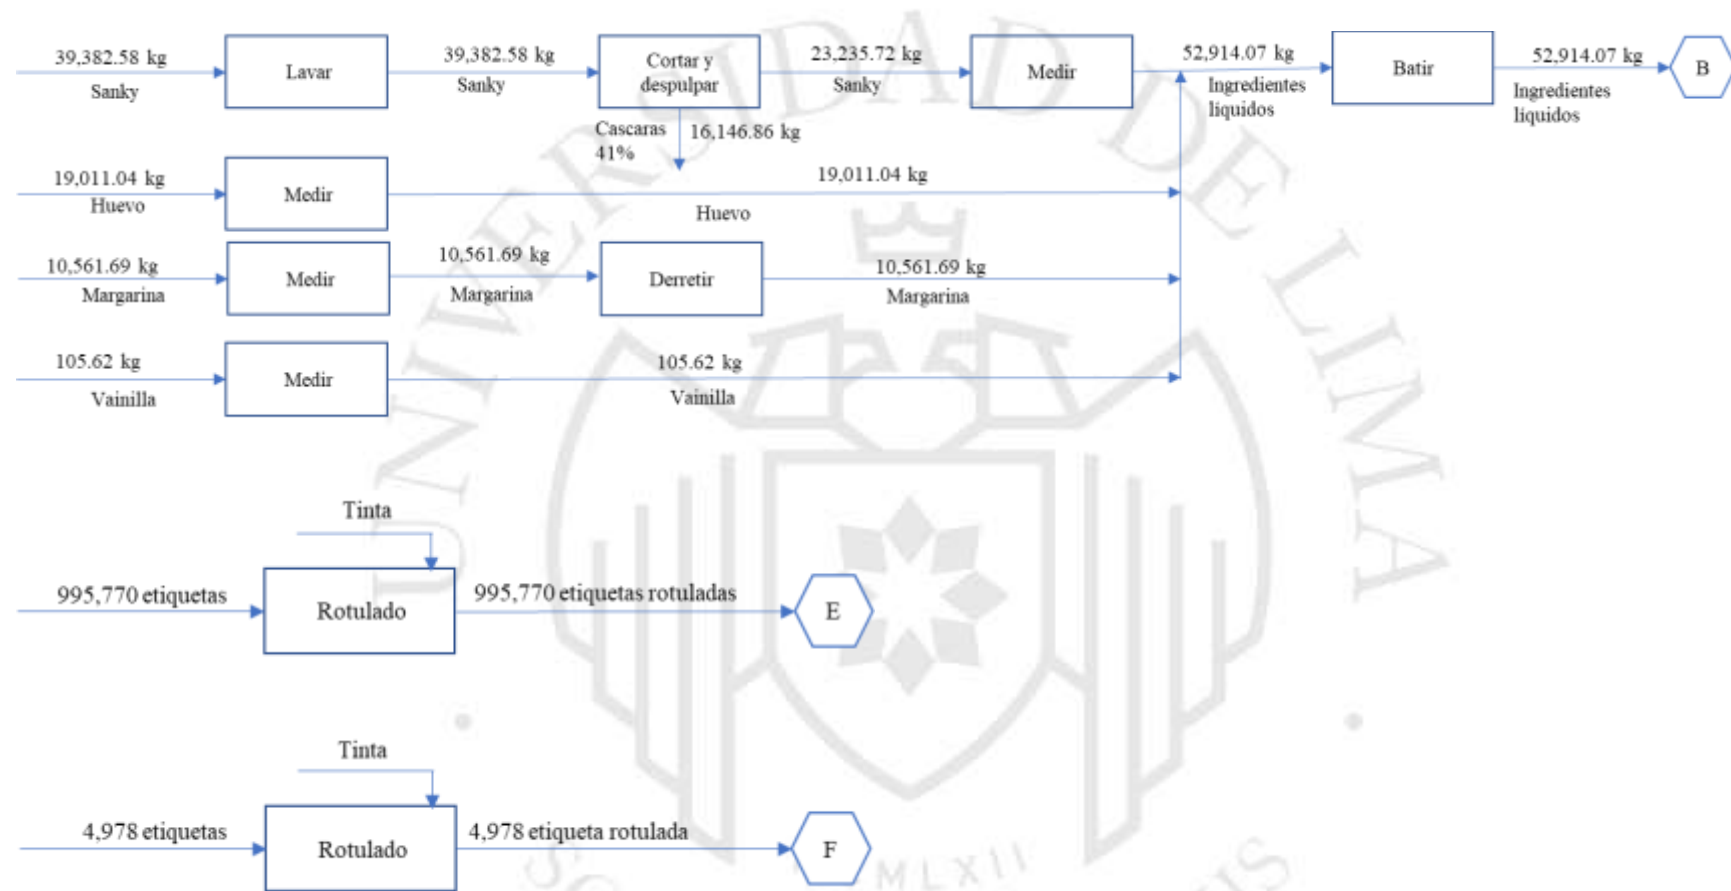 39,382.58 kg
Sanky
Lavar
39,382.58 kg
Sanky
Cortar y
despulpar
23,235.72 kg
Sanky
Medir
52,914.07 kg
Ingredientes
líquidos
Batir
52,914.07 kg
Ingredientes
líquidos
B
Cascaras
41%
16,146.86 kg
19,011.04 kg
Huevo
Medir
19,011.04 kg
Huevo
10,561.69 kg
Margarina
Medir
10,561.69 kg
Margarina
Derretir
10,561.69 kg
Margarina
105.62 kg
Vainilla
Medir
105.62 kg
Vainilla
Tinta
995,770 etiquetas
Rotulado
995,770 etiquetas rotuladas
E
Tinta
4,978 etiquetas
Rotulado
4,978 etiqueta rotulada
F
UNIVERSIDAD DE LIMA
MLXII